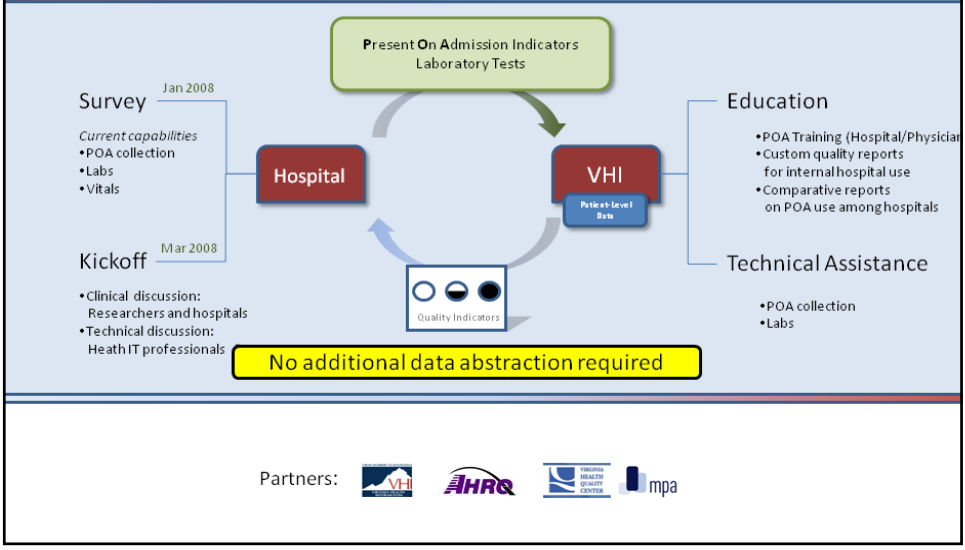 Present On Admission Indicators
Laboratory Tests
Survey
Jan 2008
Current capabilities
•POA collection
•Labs
•Vitals
Kickoff
Mar 2008
•Clinical discussion:
Researchers and hospitals
•Technical discussion:
Heath IT professionals
Hospital
VHI
Patient-Level
Data
Quality Indicators
Education
•POA Training (Hospital/Physician
•Custom quality reports
for internal hospital use
•Comparative reports
on POA use among hospitals
Technical Assistance
•POA collection
•Labs
No additional data abstraction required
Partners:
VHI
AHRQ
VIRGINIA
HEALTH
QUALITY
CENTER
mpa